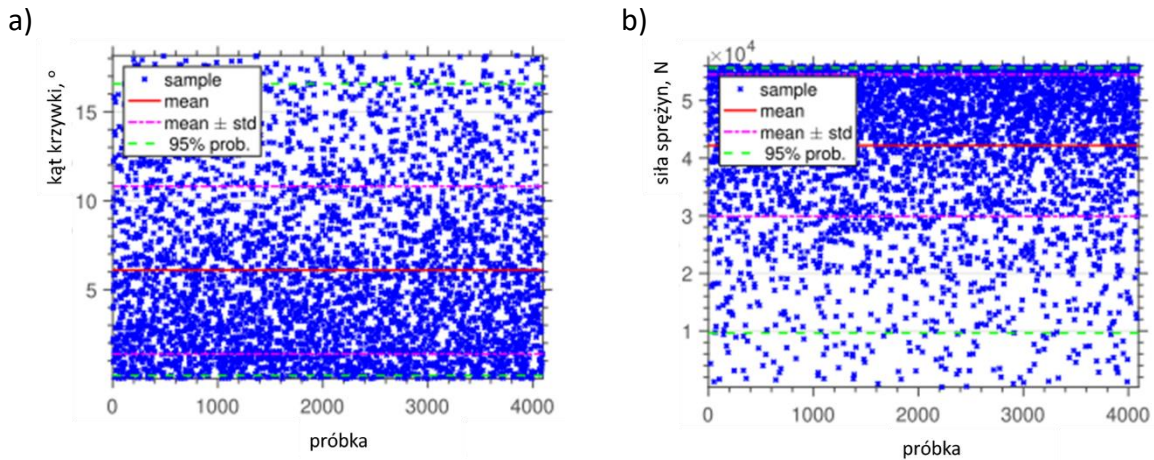 a)
kąt krzywki, °
15
10
5
sample
mean
mean ± std
95% prob.
0 1000 2000 3000 4000
próbka
b)
×10⁴
siła sprężyn, N
5
4
3
2
1
sample
mean
mean ± std
95% prob.
0 1000 2000 3000 4000
próbka